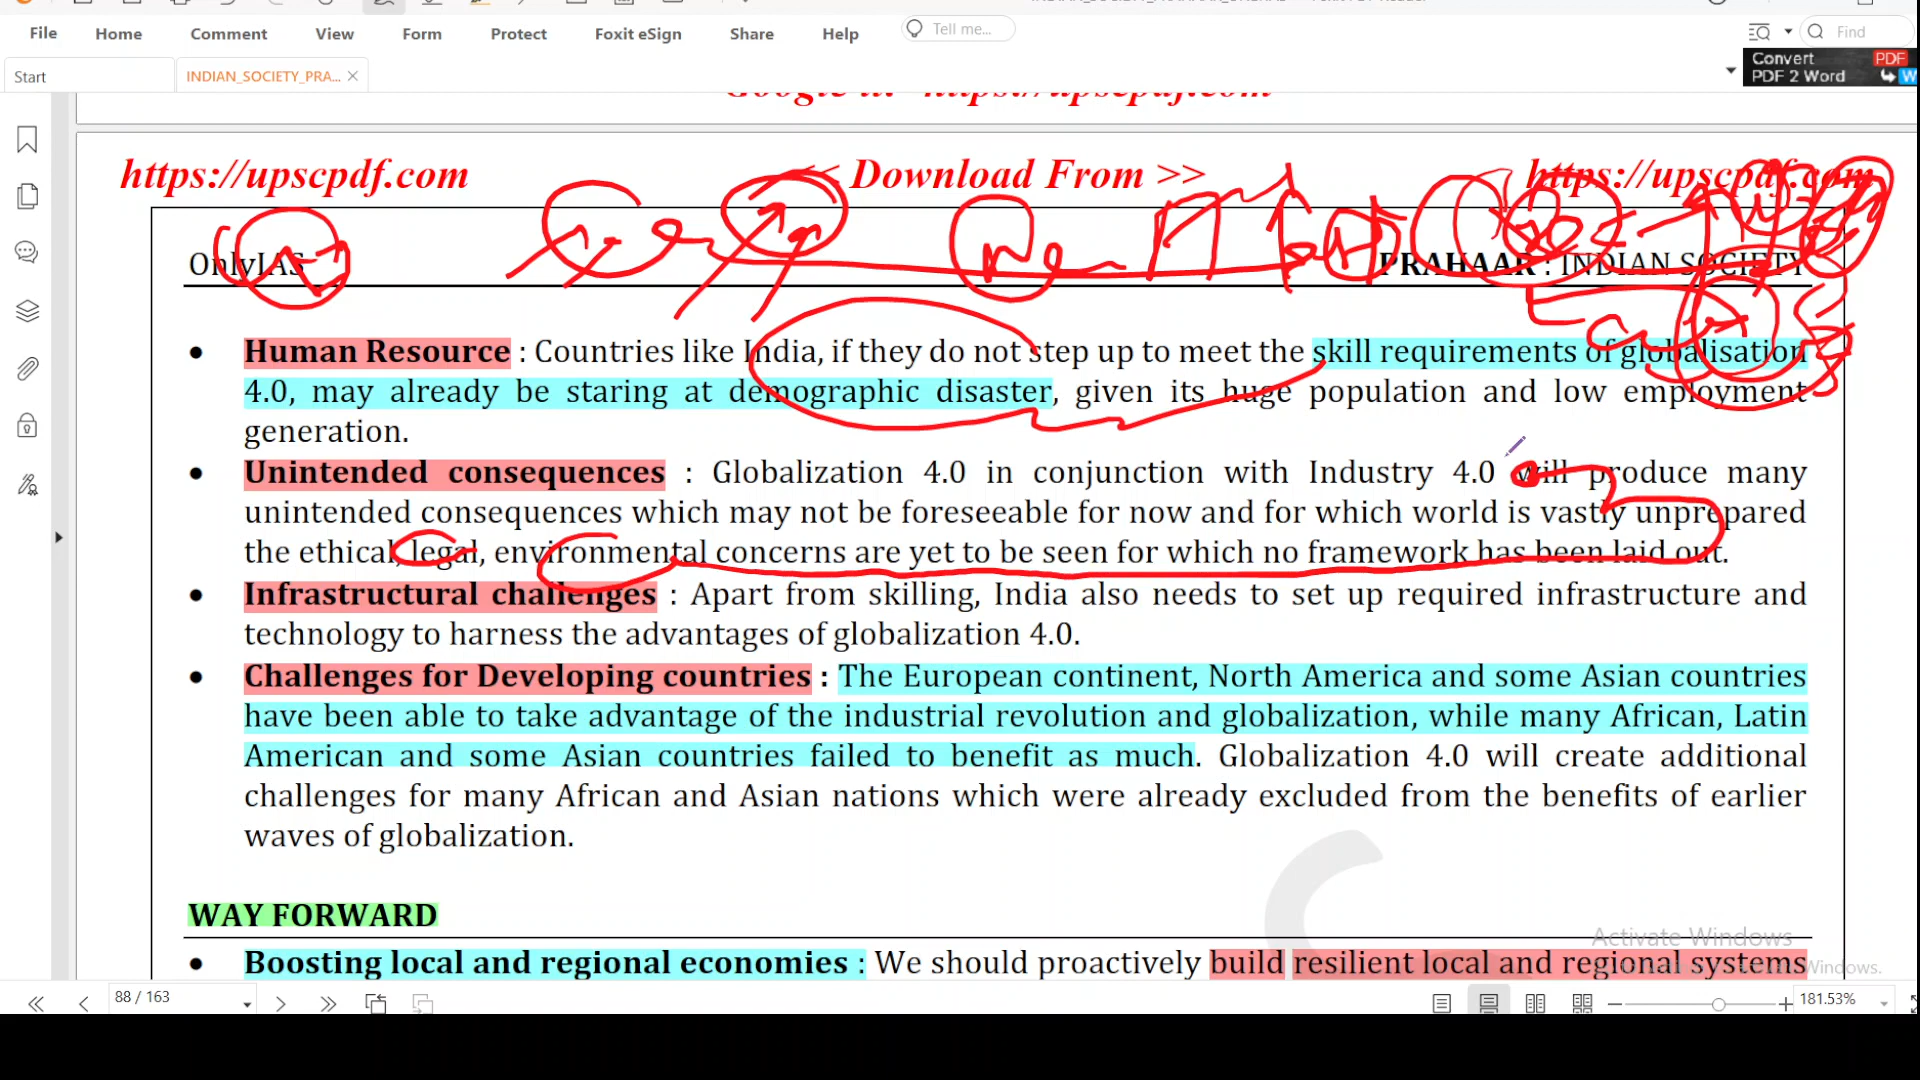 File Home Comment View Form Protect Foxit eSign Share Help Tell me... Find
Start INDIAN_SOCIETY_PRA... Convert PDF
PDF 2 Word W
https://upscpdf.com << Download From >> https://upscpdf.com
OnlyIAS PRAHAAR : INDIAN SOCIETY
• Human Resource : Countries like India, if they do not step up to meet the skill requirements of globalisation
4.0, may already be staring at demographic disaster, given its huge population and low employment
generation.
• Unintended consequences : Globalization 4.0 in conjunction with Industry 4.0 will produce many
unintended consequences which may not be foreseeable for now and for which world is vastly unprepared
the ethical, legal, environmental concerns are yet to be seen for which no framework has been laid out.
• Infrastructural challenges : Apart from skilling, India also needs to set up required infrastructure and
technology to harness the advantages of globalization 4.0.
• Challenges for Developing countries : The European continent, North America and some Asian countries
have been able to take advantage of the industrial revolution and globalization, while many African, Latin
American and some Asian countries failed to benefit as much. Globalization 4.0 will create additional
challenges for many African and Asian nations which were already excluded from the benefits of earlier
waves of globalization.
WAY FORWARD
Activate Windows
• Boosting local and regional economies : We should proactively build resilient local and regional systems
Windows.
88 / 163 181.53%